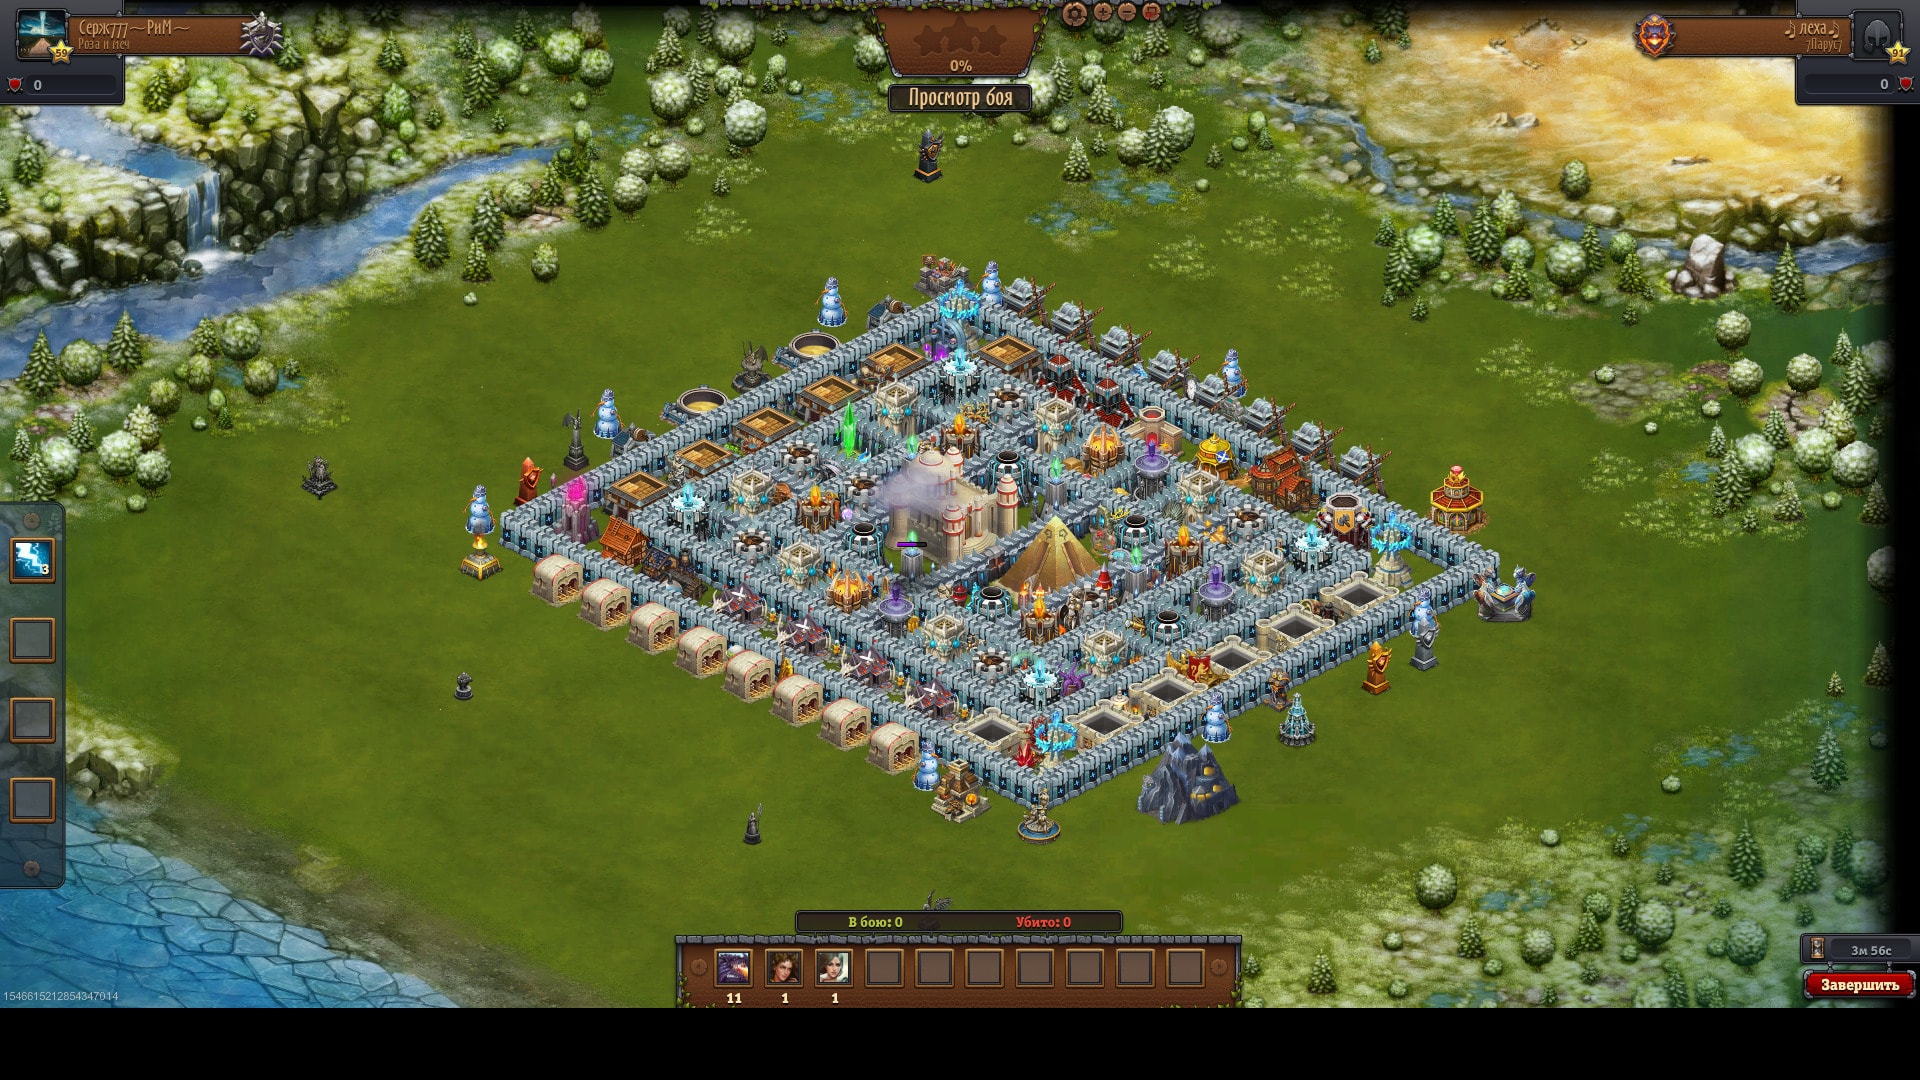 Серж777~РиМ~
Роза и Меч
59
0
0%
Просмотр боя
♫ леха ♫
7Парус7
91
0
3
В бою: 0
Убито: 0
11
1
1
3м 56с
Завершить
1546615212854347014